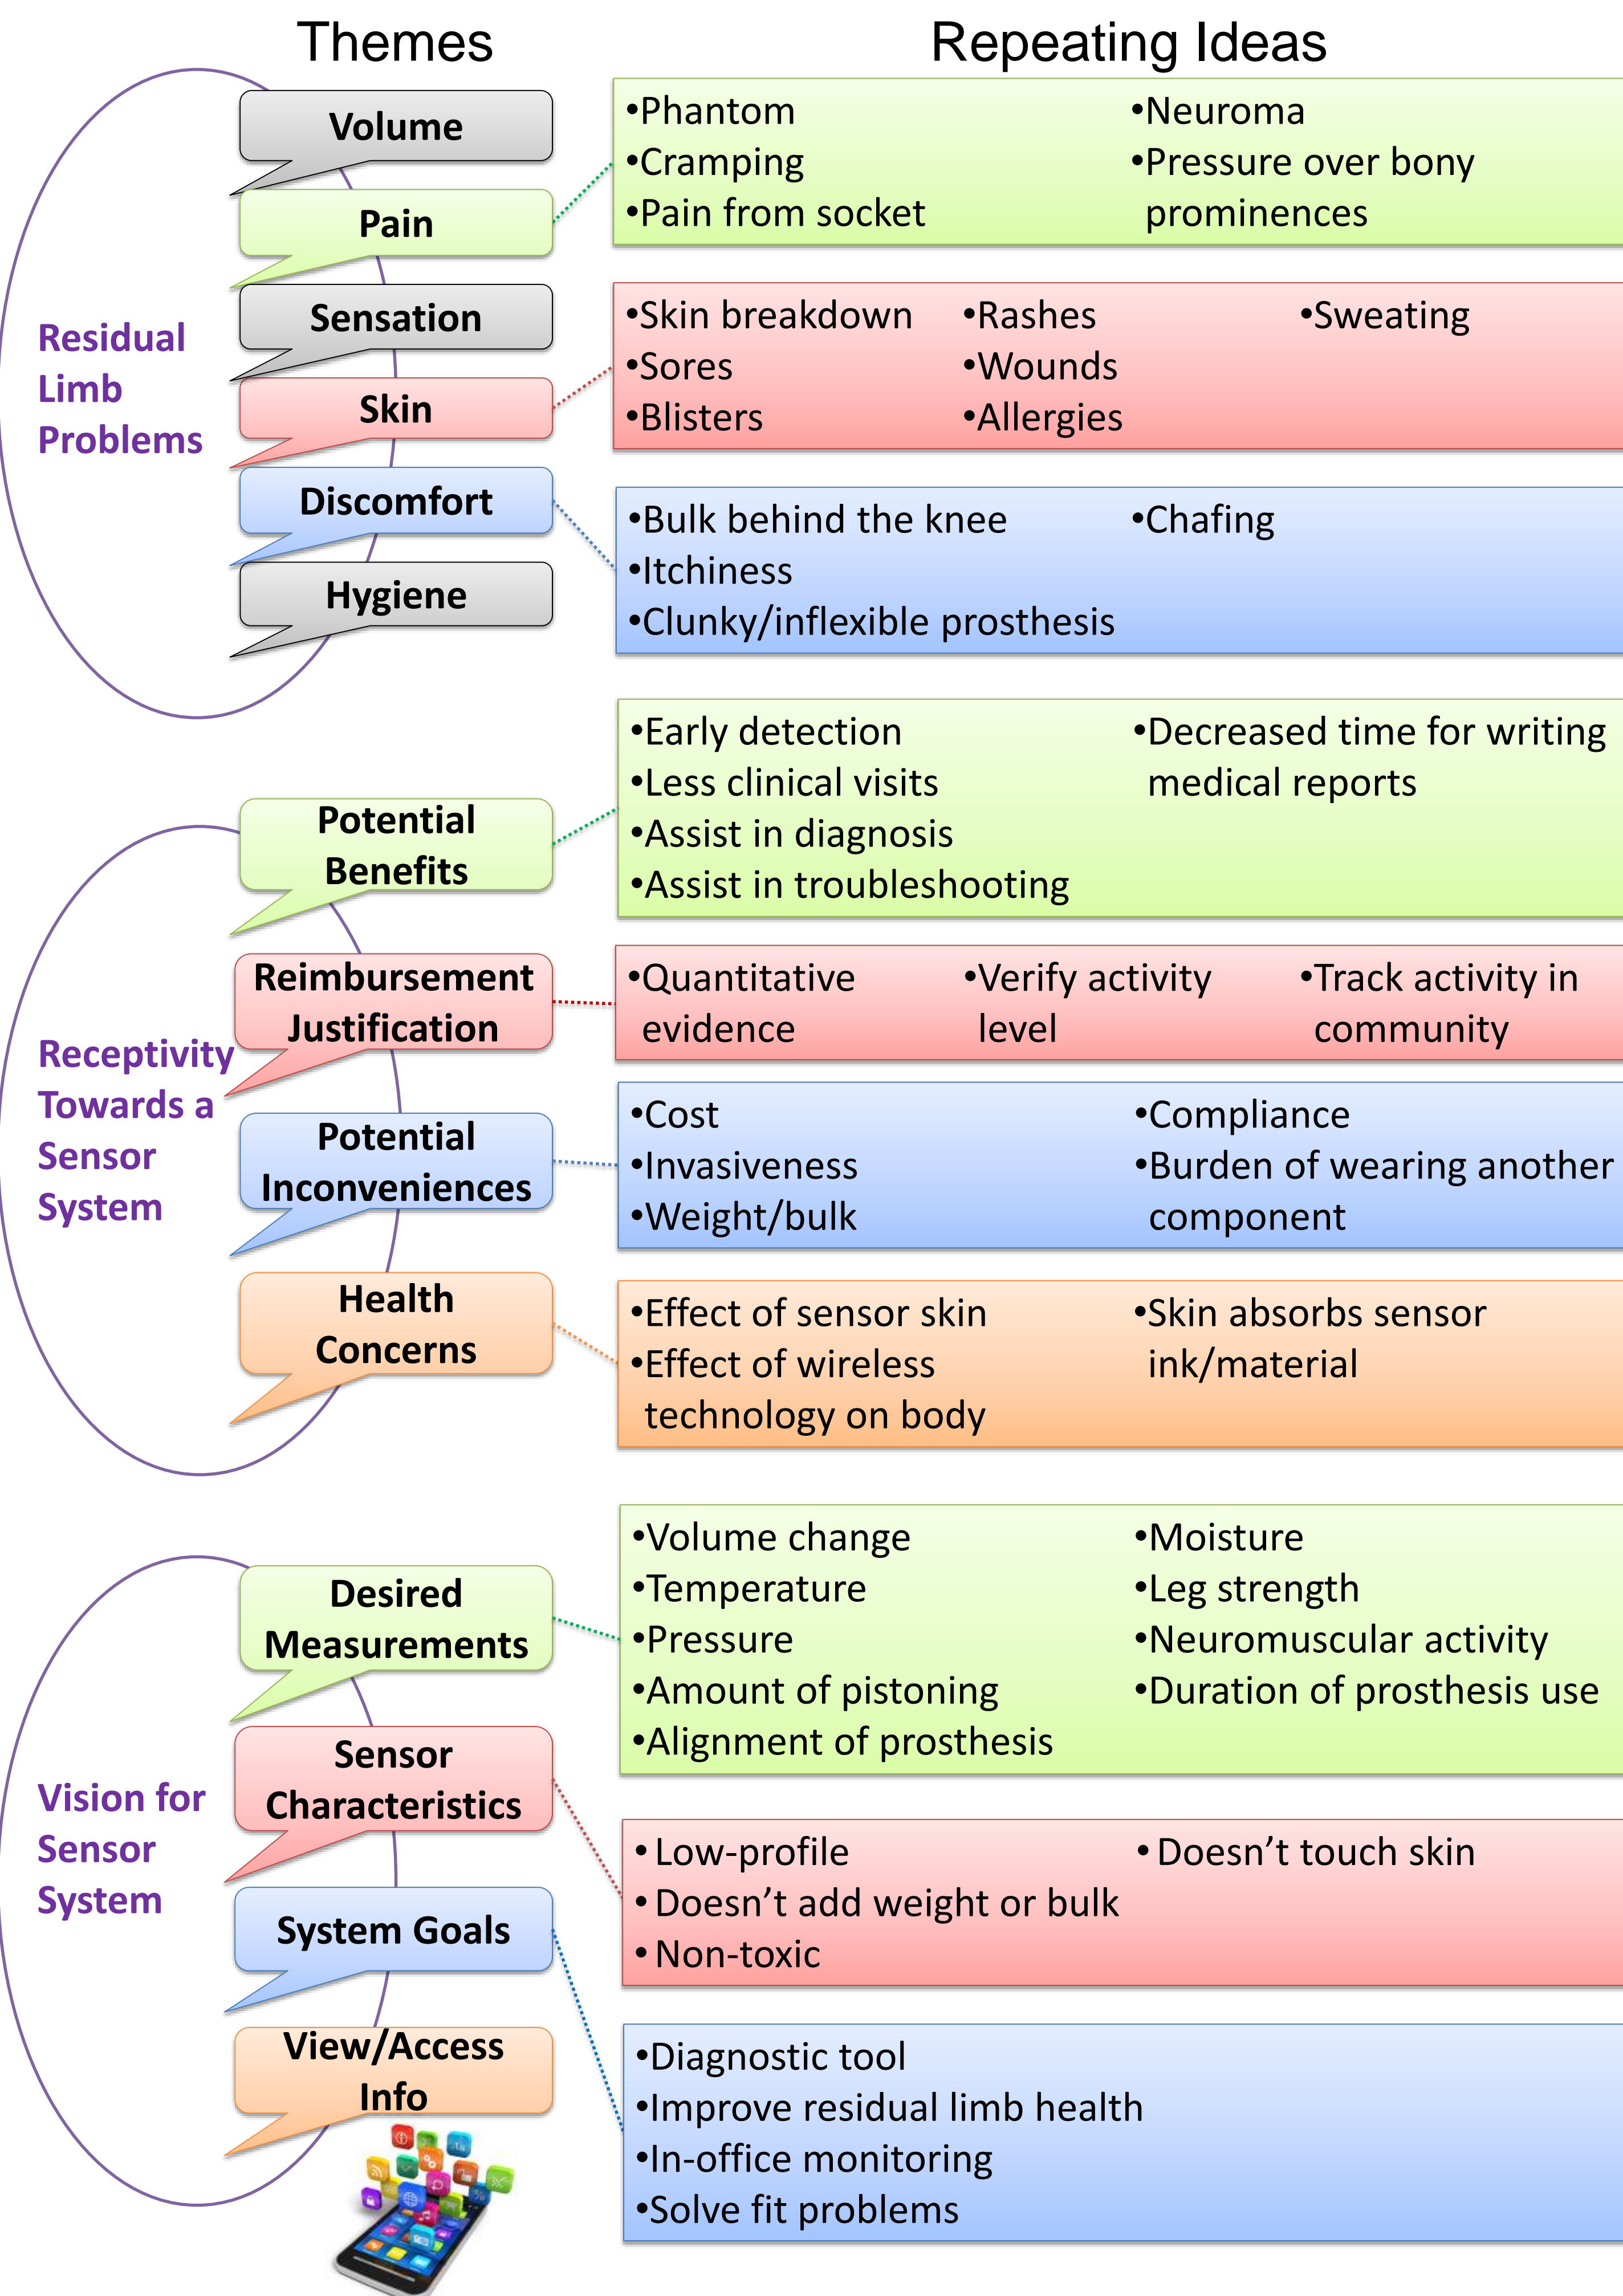 Themes
Repeating Ideas
Residual
Limb
Problems
Volume
Pain
•Phantom
•Cramping
•Pain from socket
•Neuroma
•Pressure over bony
prominences
Sensation
Skin
•Skin breakdown
•Sores
•Blisters
•Rashes
•Wounds
•Allergies
•Sweating
Discomfort
•Bulk behind the knee
•Itchiness
•Clunky/inflexible prosthesis
•Chafing
Hygiene
Receptivity
Towards a
Sensor
System
Potential
Benefits
•Early detection
•Less clinical visits
•Assist in diagnosis
•Assist in troubleshooting
•Decreased time for writing
medical reports
Reimbursement
Justification
•Quantitative
evidence
•Verify activity
level
•Track activity in
community
Potential
Inconveniences
•Cost
•Invasiveness
•Weight/bulk
•Compliance
•Burden of wearing another
component
Health
Concerns
•Effect of sensor skin
•Effect of wireless
technology on body
•Skin absorbs sensor
ink/material
Vision for
Sensor
System
Desired
Measurements
•Volume change
•Temperature
•Pressure
•Amount of pistoning
•Alignment of prosthesis
•Moisture
•Leg strength
•Neuromuscular activity
•Duration of prosthesis use
Sensor
Characteristics
• Low-profile
• Doesn’t add weight or bulk
• Non-toxic
• Doesn’t touch skin
System Goals
•Diagnostic tool
•Improve residual limb health
•In-office monitoring
•Solve fit problems
View/Access
Info